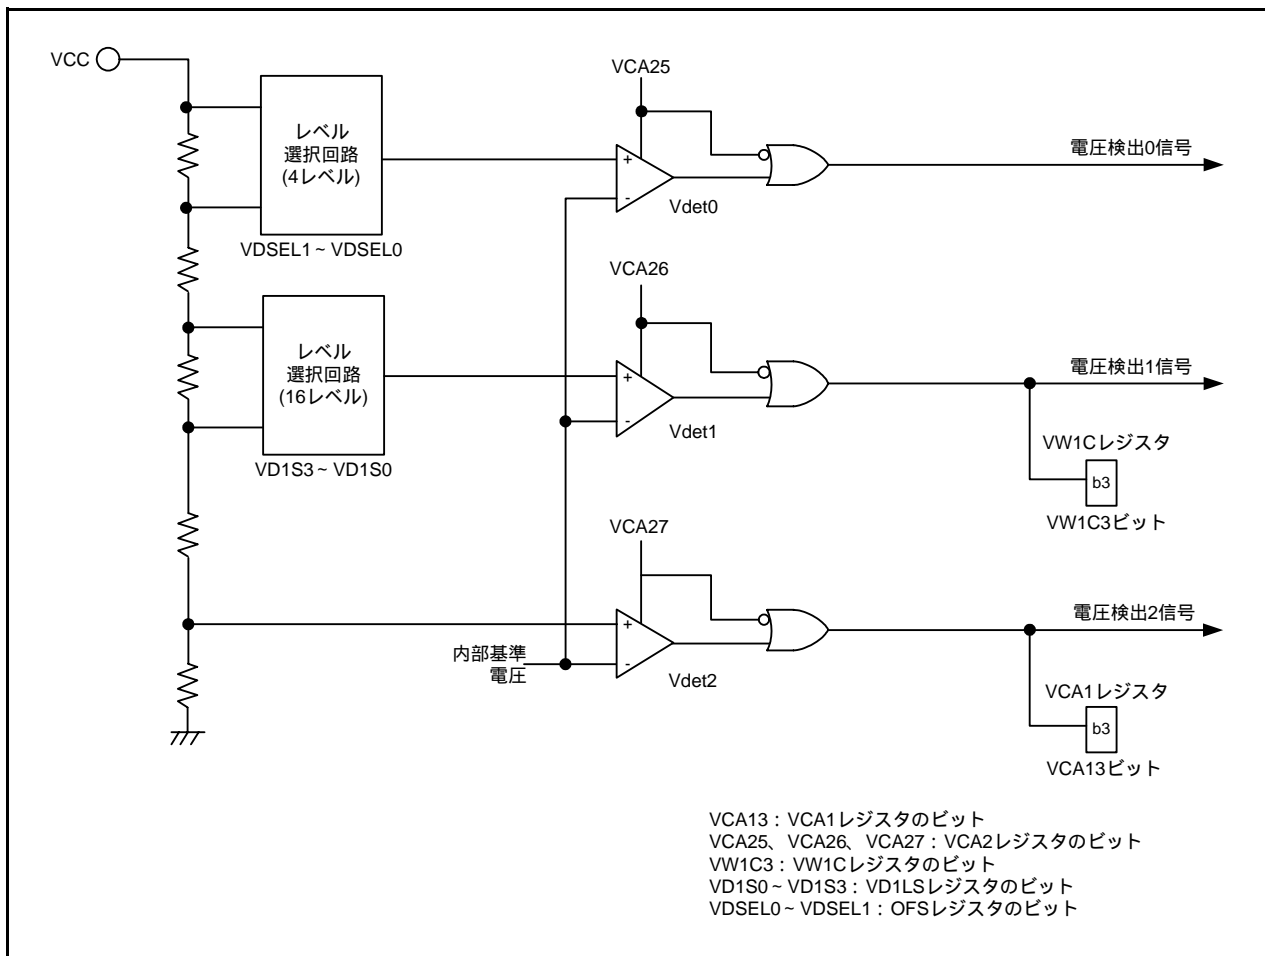 VCC
VCA25
レベル
選択回路
(4レベル)
+
-
Vdet0
電圧検出0信号
VDSEL1 ~ VDSEL0
VCA26
レベル
選択回路
(16レベル)
+
-
Vdet1
電圧検出1信号
VD1S3 ~ VD1S0
VW1Cレジスタ
b3
VW1C3ビット
VCA27
+
-
Vdet2
内部基準
電圧
電圧検出2信号
VCA1レジスタ
b3
VCA13ビット
VCA13 : VCA1レジスタのビット
VCA25、VCA26、VCA27 : VCA2レジスタのビット
VW1C3 : VW1Cレジスタのビット
VD1S0 ~ VD1S3 : VD1LSレジスタのビット
VDSEL0 ~ VDSEL1 : OFSレジスタのビット